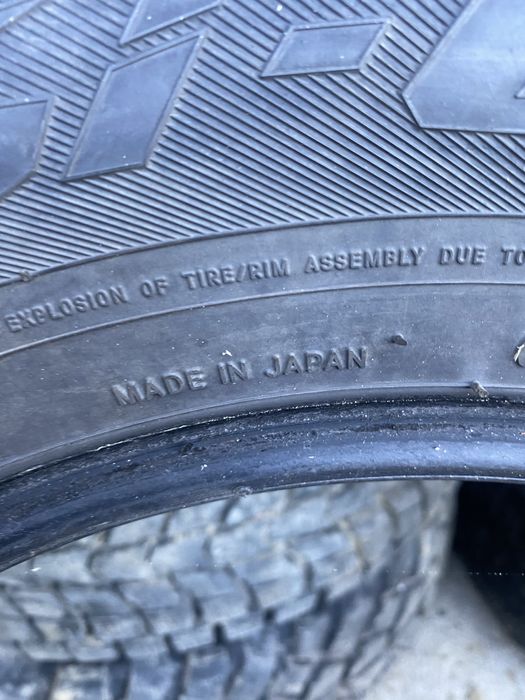 EXPLOSION OF TIRE/RIM ASSEMBLY DUE TO
MADE IN JAPAN